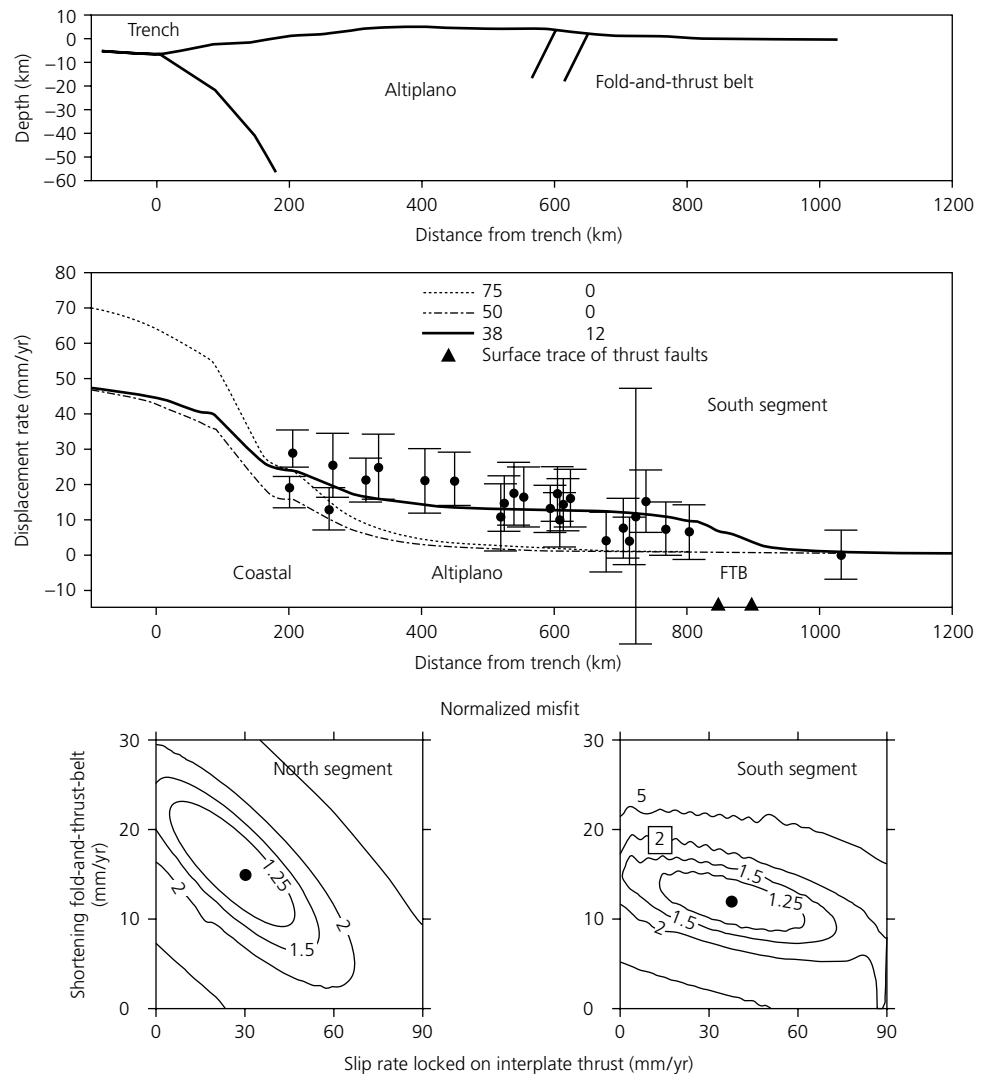 10
0
−10
−20
−30
−40
−50
−60
Depth (km)
Trench
Altiplano
Fold-and-thrust belt
0 200 400 600 800 1000 1200
Distance from trench (km)
80
70
60
50
40
30
20
10
0
−10
Displacement rate (mm/yr)
75 0
50 0
38 12
Surface trace of thrust faults
South segment
Coastal
Altiplano
FTB
0 200 400 600 800 1000 1200
Distance from trench (km)
Normalized misfit
Shortening fold-and-thrust-belt
(mm/yr)
30
20
10
0
North segment
1.25
1.5
2
2
0 30 60 90
30
20
10
0
South segment
5
2
1.5
1.25
1.5
2
0 30 60 90
Slip rate locked on interplate thrust (mm/yr)